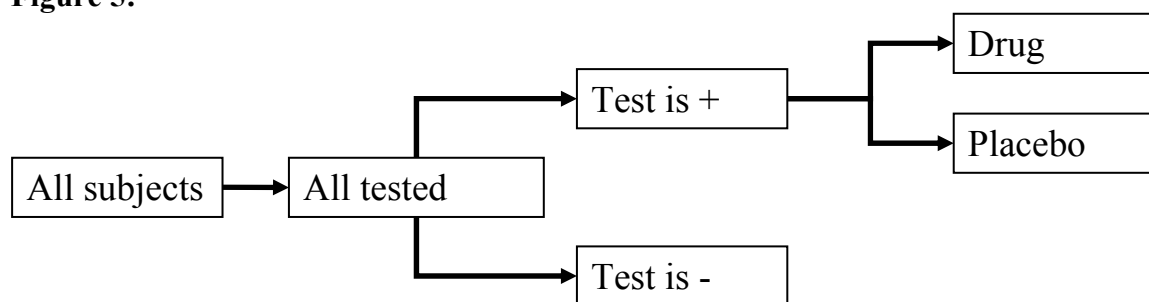 Figure 3:
Drug
Test is +
Placebo
All subjects
All tested
Test is -